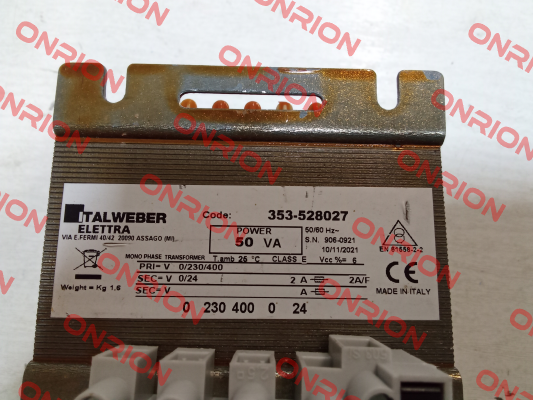 ITALWEBER
ELETTRA
VIA E.FERMI 40/42 20090 ASSAGO (MI)
Code: 353-528027
POWER
50 VA
50/60 Hz~
S.N. 906-0921
10/11/2021
EN 61558-2-2
MONO PHASE TRANSFORMER T.amb 25 °C CLASS E Vcc %= 6
PRI~ V 0/230/400
SEC~ V 0/24 2 A 2A/F
SEC~ V A
Weight = Kg 1,6
CE
MADE IN ITALY
0 230 400 0 24
ONRION